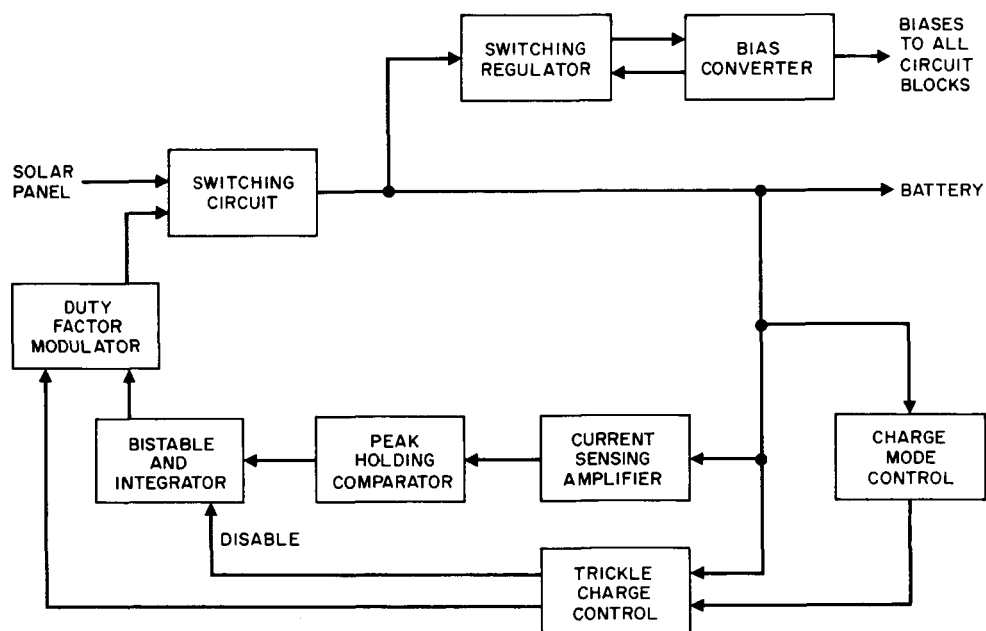 SWITCHING
REGULATOR
BIAS
CONVERTER
BIASES
TO ALL
CIRCUIT
BLOCKS
SOLAR
PANEL
SWITCHING
CIRCUIT
BATTERY
DUTY
FACTOR
MODULATOR
BISTABLE
AND
INTEGRATOR
PEAK
HOLDING
COMPARATOR
CURRENT
SENSING
AMPLIFIER
CHARGE
MODE
CONTROL
DISABLE
TRICKLE
CHARGE
CONTROL